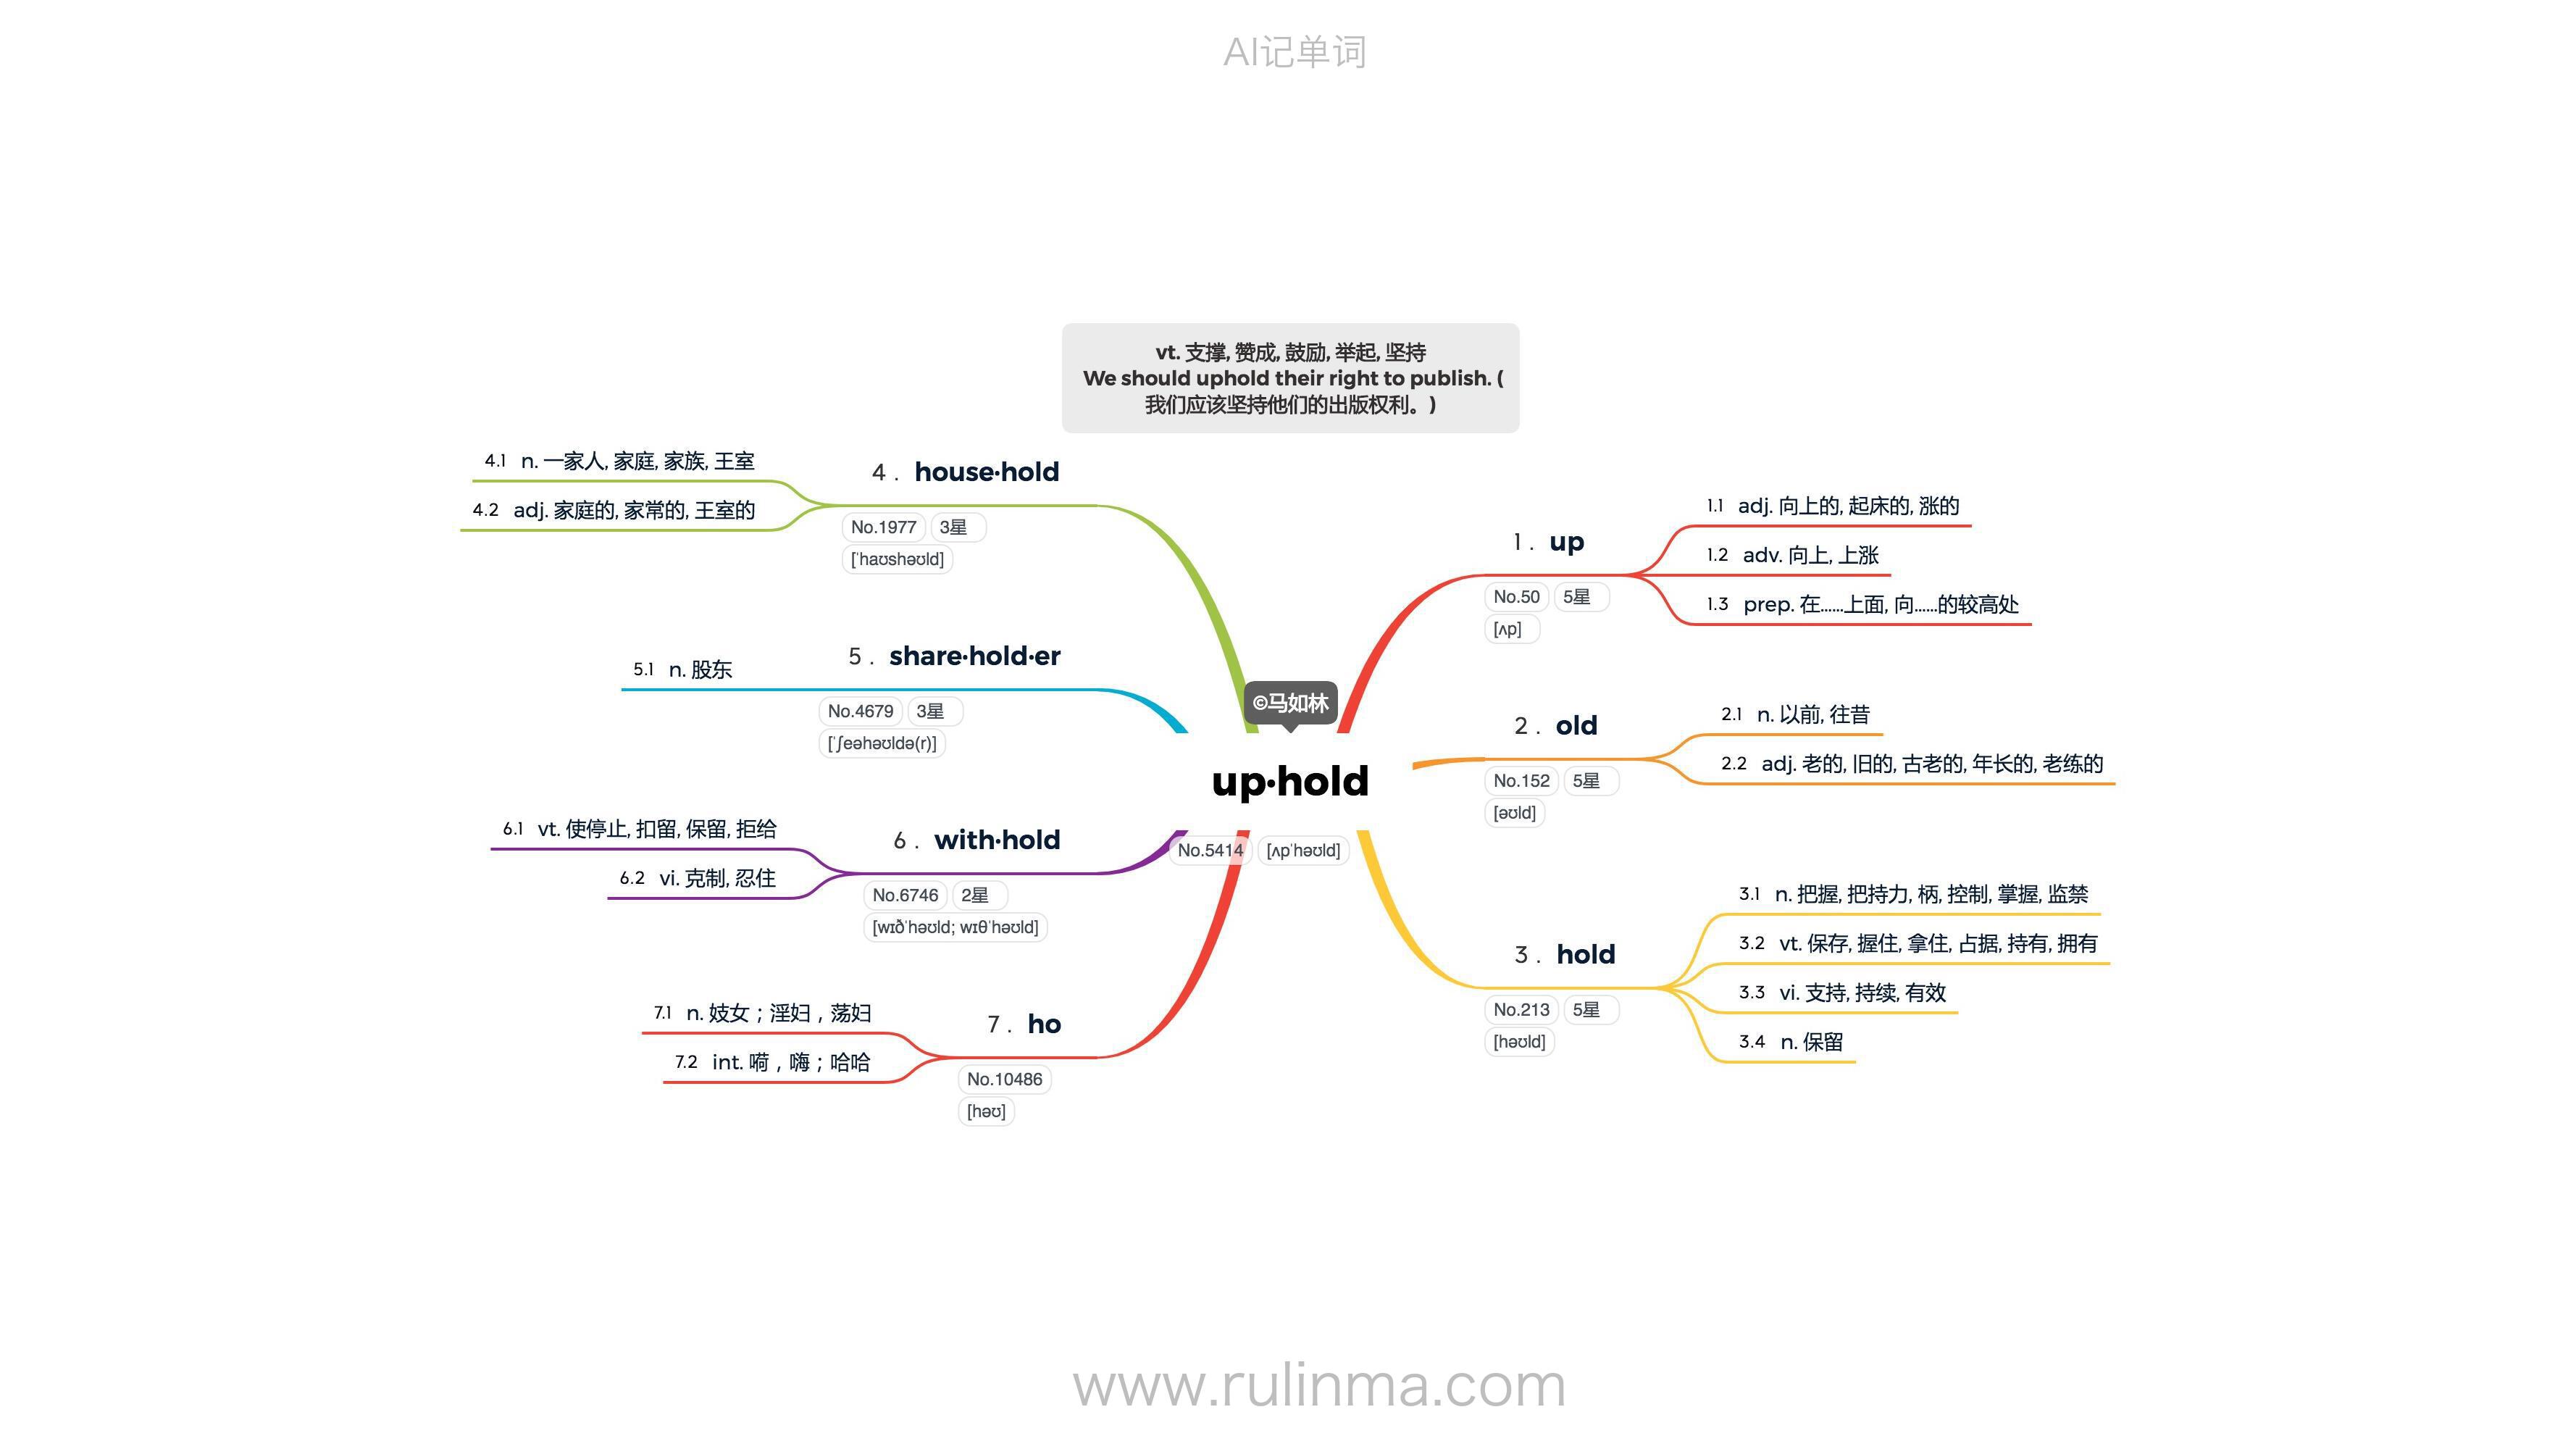 AI记单词
vt. 支撑, 赞成, 鼓励, 举起, 坚持
We should uphold their right to publish. (
我们应该坚持他们的出版权利。)
©马如林
up·hold
No.5414 [ʌpˈhəʊld]
1 . up
No.50 5星
[ʌp]
1.1 adj. 向上的, 起床的, 涨的
1.2 adv. 向上, 上涨
1.3 prep. 在……上面, 向……的较高处
2 . old
No.152 5星
[əʊld]
2.1 n. 以前, 往昔
2.2 adj. 老的, 旧的, 古老的, 年长的, 老练的
3 . hold
No.213 5星
[həʊld]
3.1 n. 把握, 把持力, 柄, 控制, 掌握, 监禁
3.2 vt. 保存, 握住, 拿住, 占据, 持有, 拥有
3.3 vi. 支持, 持续, 有效
3.4 n. 保留
4 . house·hold
No.1977 3星
[ˈhaʊshəʊld]
4.1 n. 一家人, 家庭, 家族, 王室
4.2 adj. 家庭的, 家常的, 王室的
5 . share·hold·er
No.4679 3星
[ˈʃeəhəʊldə(r)]
5.1 n. 股东
6 . with·hold
No.6746 2星
[wɪðˈhəʊld; wɪθˈhəʊld]
6.1 vt. 使停止, 扣留, 保留, 拒给
6.2 vi. 克制, 忍住
7 . ho
No.10486
[həʊ]
7.1 n. 妓女；淫妇，荡妇
7.2 int. 嗬，嗨；哈哈
www.rulinma.com